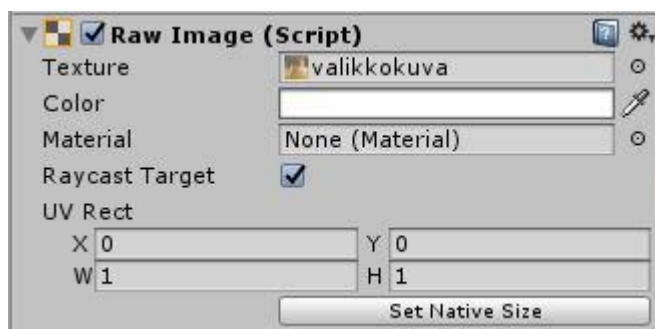 Raw Image (Script)
Texture valikkokuva
Color
Material None (Material)
Raycast Target
UV Rect
X 0 Y 0
W 1 H 1
Set Native Size